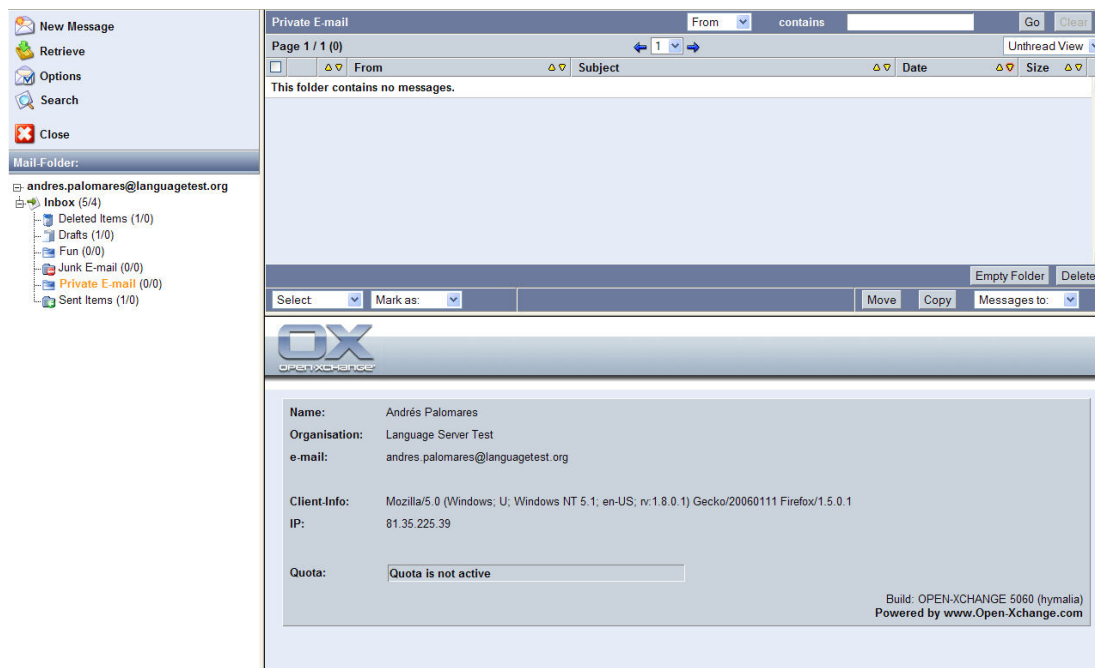 New Message
Retrieve
Options
Search
Close
Mail-Folder:
andres.palomares@languagetest.org
Inbox (5/4)
Deleted Items (1/0)
Drafts (1/0)
Fun (0/0)
Junk E-mail (0/0)
Private E-mail (0/0)
Sent Items (1/0)
Private E-mail From contains Go Clear
Page 1 / 1 (0) 1 Unthread View
From Subject Date Size
This folder contains no messages.
Empty Folder Delete
Select Mark as: Move Copy Messages to:
OX
OPEN-XCHANGE
Name: Andrés Palomares
Organisation: Language Server Test
e-mail: andres.palomares@languagetest.org
Client-Info: Mozilla/5.0 (Windows; U; Windows NT 5.1; en-US; rv:1.8.0.1) Gecko/20060111 Firefox/1.5.0.1
IP: 81.35.225.39
Quota: Quota is not active
Build: OPEN-XCHANGE 5060 (hymalia)
Powered by www.Open-Xchange.com